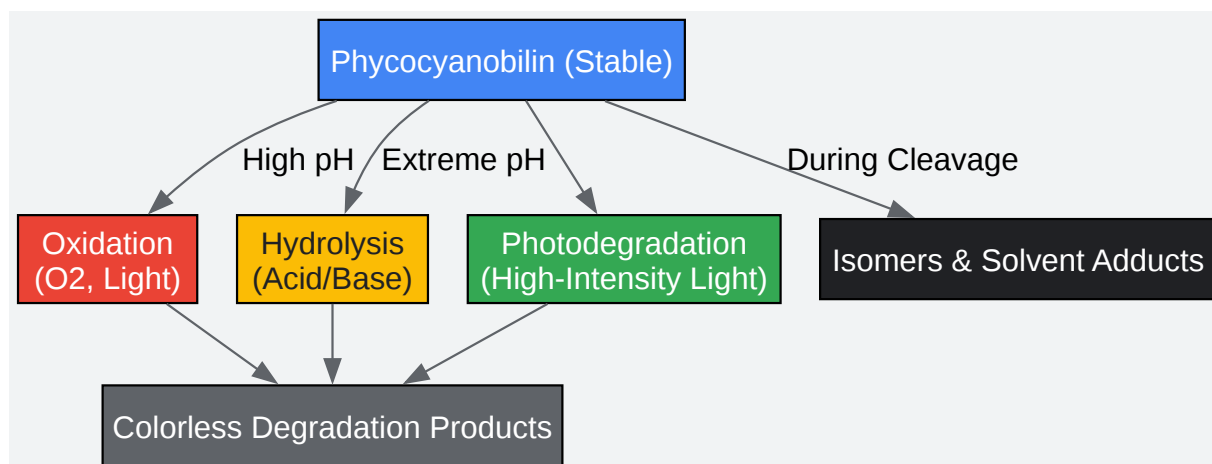 Phycocyanobilin (Stable)
High pH
Extreme pH
During Cleavage
Oxidation
(O2, Light)
Hydrolysis
(Acid/Base)
Photodegradation
(High-Intensity Light)
Isomers & Solvent Adducts
Colorless Degradation Products